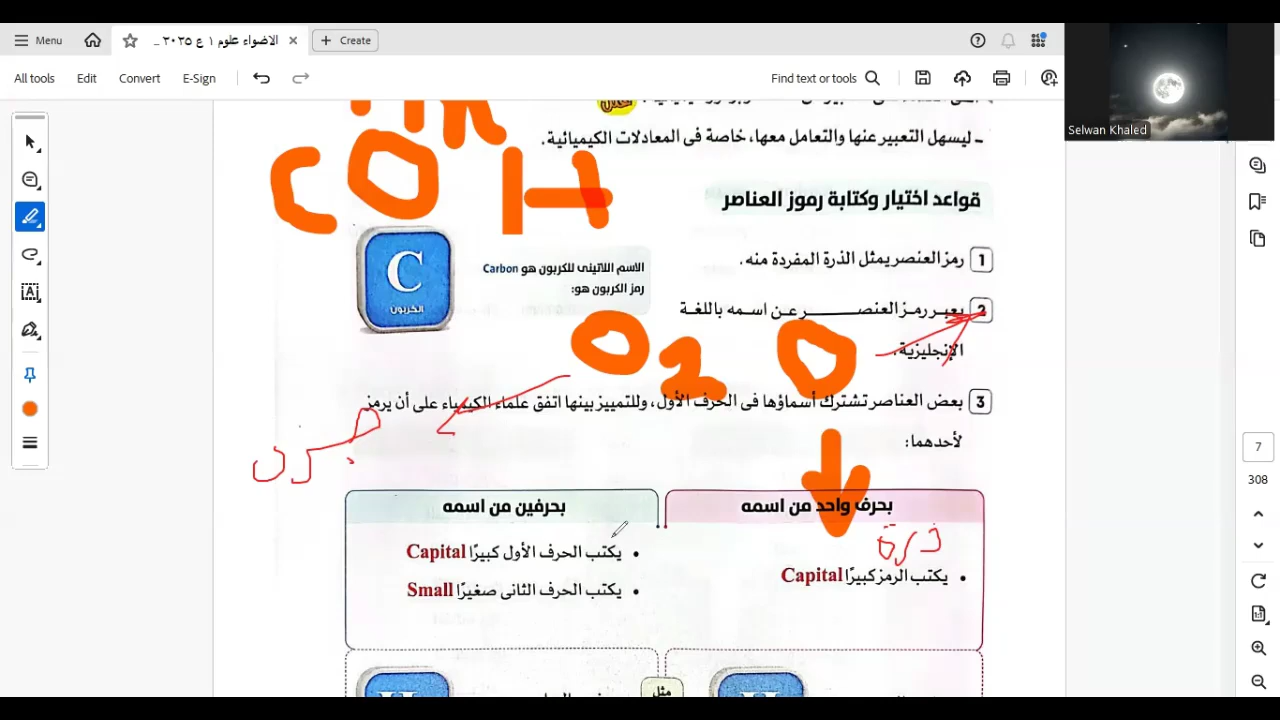 Menu
الاضواء علوم ١ ع ٢٠٢٥ ...
Create
All tools
Edit
Convert
E-Sign
Find text or tools
Selwan Khaled
ـ ليسهل التعبير عنها والتعامل معها، خاصة فى المعادلات الكيميائية.
C O H
قواعد اختيار وكتابة رموز العناصر
1 رمز العنصر يمثل الذرة المفردة منه.
الاسم اللاتينى للكربون هو Carbon
رمز الكربون هو:
C
الكربون
2 يعبر رمز العنصر عن اسمه باللغة
الإنجليزية.
O2 O
3 بعض العناصر تشترك أسماؤها فى الحرف الأول، وللتمييز بينها اتفق علماء الكيمياء على أن يرمز
لأحدهما:
بحرف واحد من اسمه
ذرة
• يكتب الرمز كبيرًا Capital
بحرفين من اسمه
• يكتب الحرف الأول كبيرًا Capital
• يكتب الحرف الثانى صغيرًا Small
مثل
7
308